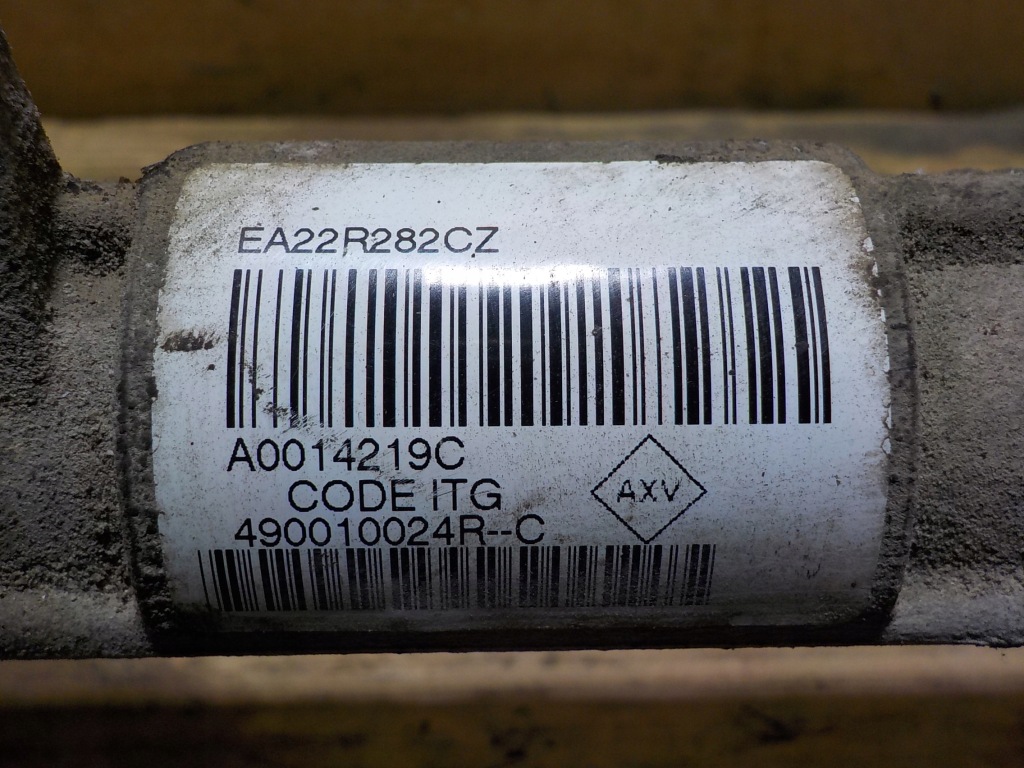 EA22R282CZ
A0014219C
CODE ITG
AXV
490010024R--C